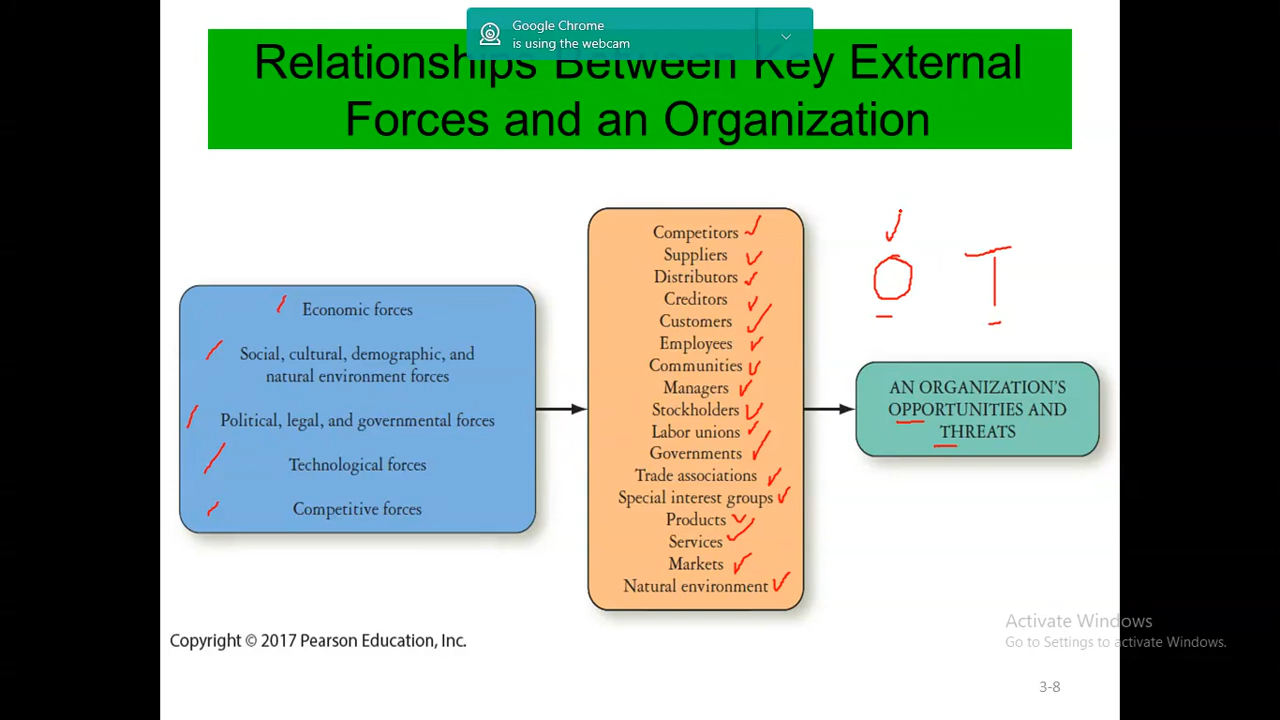 Google Chrome
is using the webcam
Relationships Between Key External
Forces and an Organization
Economic forces
Social, cultural, demographic, and
natural environment forces
Political, legal, and governmental forces
Technological forces
Competitive forces
Competitors
Suppliers
Distributors
Creditors
Customers
Employees
Communities
Managers
Stockholders
Labor unions
Governments
Trade associations
Special interest groups
Products
Services
Markets
Natural environment
O T
AN ORGANIZATION'S
OPPORTUNITIES AND
THREATS
Copyright © 2017 Pearson Education, Inc.
Activate Windows
Go to Settings to activate Windows.
3-8